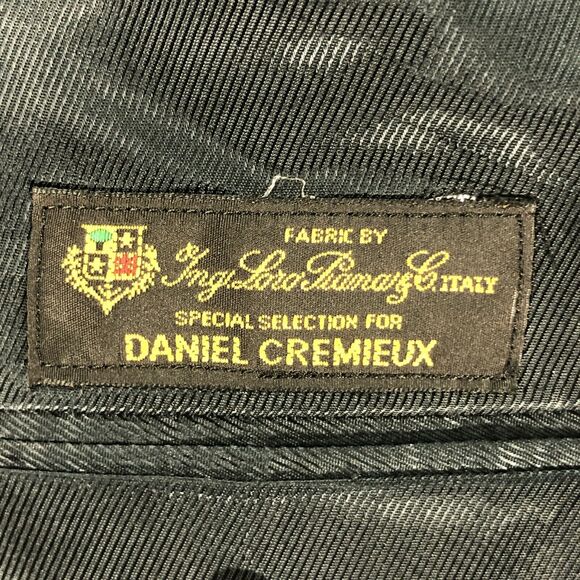 FABRIC BY
Ing Loro Piana & C. ITALY
SPECIAL SELECTION FOR
DANIEL CREMIEUX